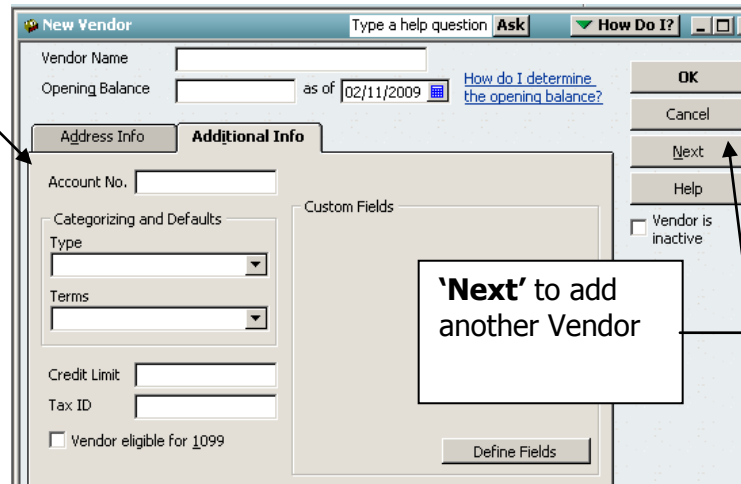 New Vendor
Type a help question Ask
How Do I?
Vendor Name
Opening Balance
as of 02/11/2009
How do I determine
the opening balance?
OK
Cancel
Next
Help
Vendor is
inactive
Address Info
Additional Info
Account No.
Categorizing and Defaults
Type
Terms
Credit Limit
Tax ID
Vendor eligible for 1099
Custom Fields
‘Next’ to add
another Vendor
Define Fields